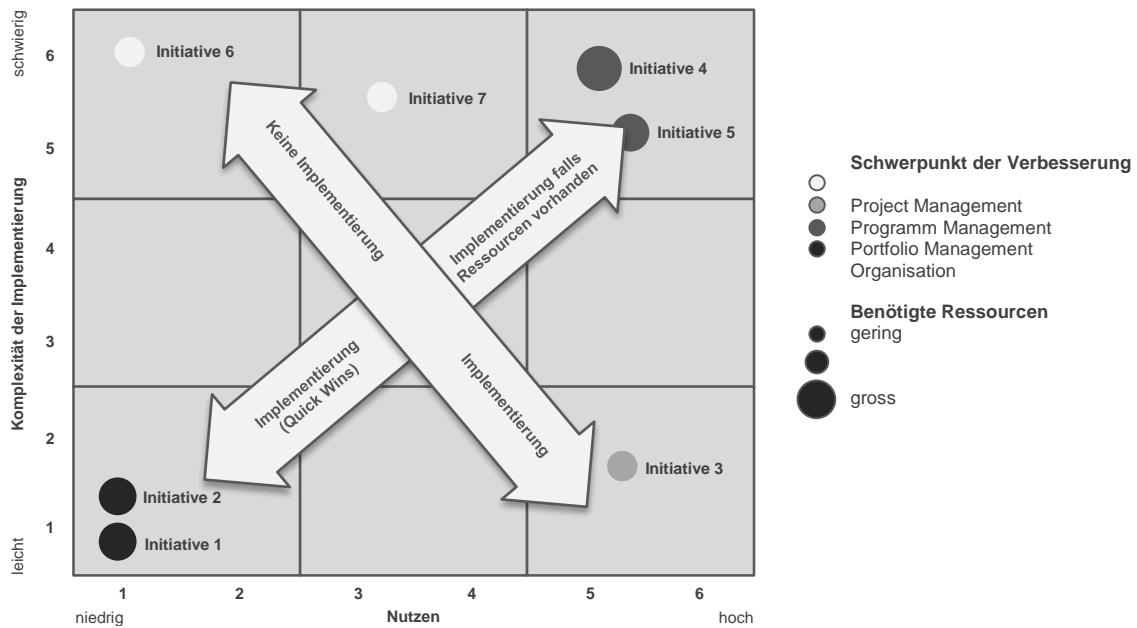 schwierig
Komplexität der Implementierung
leicht
6
5
4
3
2
1
Initiative 6
Initiative 7
Initiative 4
Initiative 5
Keine Implementierung
Implementierung falls
Ressourcen vorhanden
Implementierung
(Quick Wins)
Implementierung
Initiative 3
Initiative 2
Initiative 1
1
2
3
4
5
6
niedrig
Nutzen
hoch
Schwerpunkt der Verbesserung
Project Management
Programm Management
Portfolio Management
Organisation
Benötigte Ressourcen
gering
gross